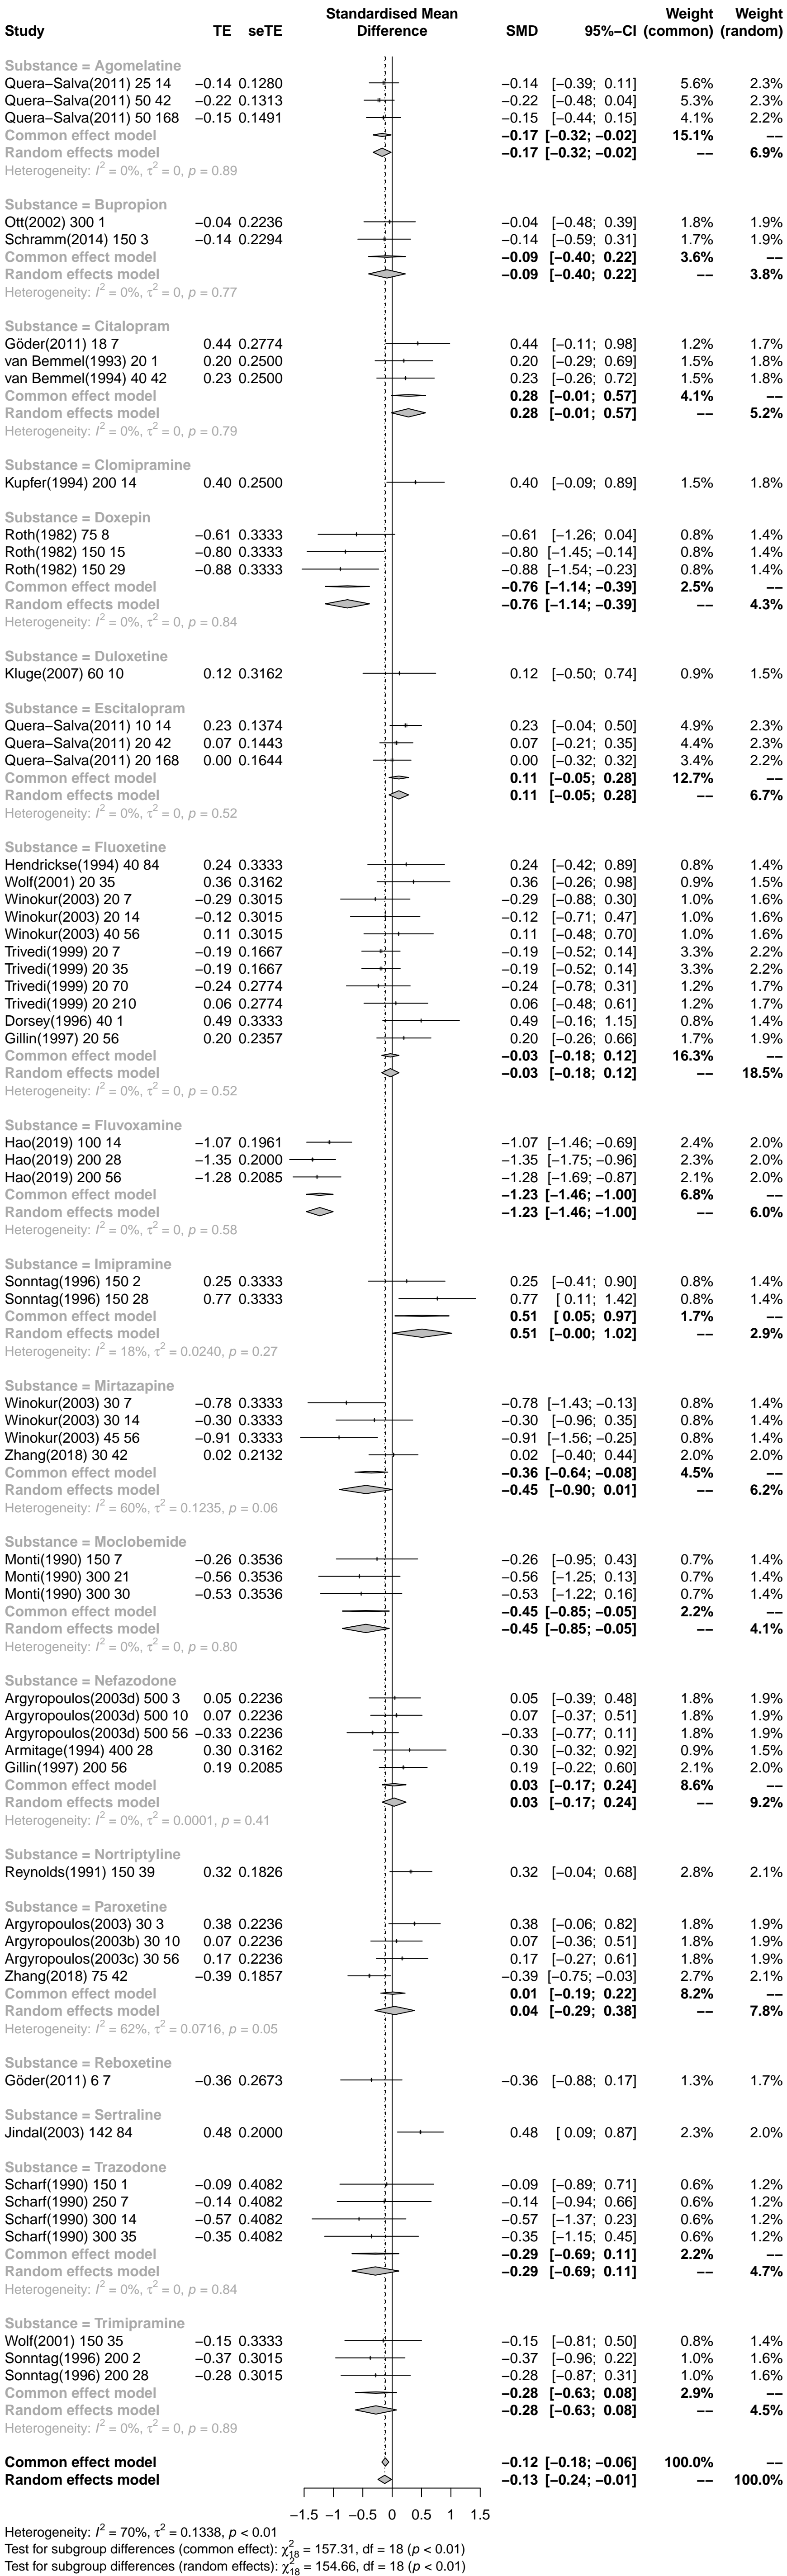 Standardised Mean Weight Weight
Study TE seTE Difference SMD 95%−CI (common) (random)
Substance = Agomelatine
Quera−Salva(2011) 25 14 −0.14 0.1280 −0.14 [−0.39; 0.11] 5.6% 2.3%
Quera−Salva(2011) 50 42 −0.22 0.1313 −0.22 [−0.48; 0.04] 5.3% 2.3%
Quera−Salva(2011) 50 168 −0.15 0.1491 −0.15 [−0.44; 0.15] 4.1% 2.2%
Common effect model −0.17 [−0.32; −0.02] 15.1% −−
Random effects model −0.17 [−0.32; −0.02] −− 6.9%
Heterogeneity: I² = 0%, τ² = 0, p = 0.89
Substance = Bupropion
Ott(2002) 300 1 −0.04 0.2236 −0.04 [−0.48; 0.39] 1.8% 1.9%
Schramm(2014) 150 3 −0.14 0.2294 −0.14 [−0.59; 0.31] 1.7% 1.9%
Common effect model −0.09 [−0.40; 0.22] 3.6% −−
Random effects model −0.09 [−0.40; 0.22] −− 3.8%
Heterogeneity: I² = 0%, τ² = 0, p = 0.77
Substance = Citalopram
Göder(2011) 18 7 0.44 0.2774 0.44 [−0.11; 0.98] 1.2% 1.7%
van Bemmel(1993) 20 1 0.20 0.2500 0.20 [−0.29; 0.69] 1.5% 1.8%
van Bemmel(1994) 40 42 0.23 0.2500 0.23 [−0.26; 0.72] 1.5% 1.8%
Common effect model 0.28 [−0.01; 0.57] 4.1% −−
Random effects model 0.28 [−0.01; 0.57] −− 5.2%
Heterogeneity: I² = 0%, τ² = 0, p = 0.79
Substance = Clomipramine
Kupfer(1994) 200 14 0.40 0.2500 0.40 [−0.09; 0.89] 1.5% 1.8%
Substance = Doxepin
Roth(1982) 75 8 −0.61 0.3333 −0.61 [−1.26; 0.04] 0.8% 1.4%
Roth(1982) 150 15 −0.80 0.3333 −0.80 [−1.45; −0.14] 0.8% 1.4%
Roth(1982) 150 29 −0.88 0.3333 −0.88 [−1.54; −0.23] 0.8% 1.4%
Common effect model −0.76 [−1.14; −0.39] 2.5% −−
Random effects model −0.76 [−1.14; −0.39] −− 4.3%
Heterogeneity: I² = 0%, τ² = 0, p = 0.84
Substance = Duloxetine
Kluge(2007) 60 10 0.12 0.3162 0.12 [−0.50; 0.74] 0.9% 1.5%
Substance = Escitalopram
Quera−Salva(2011) 10 14 0.23 0.1374 0.23 [−0.04; 0.50] 4.9% 2.3%
Quera−Salva(2011) 20 42 0.07 0.1443 0.07 [−0.21; 0.35] 4.4% 2.3%
Quera−Salva(2011) 20 168 0.00 0.1644 0.00 [−0.32; 0.32] 3.4% 2.2%
Common effect model 0.11 [−0.05; 0.28] 12.7% −−
Random effects model 0.11 [−0.05; 0.28] −− 6.7%
Heterogeneity: I² = 0%, τ² = 0, p = 0.52
Substance = Fluoxetine
Hendrickse(1994) 40 84 0.24 0.3333 0.24 [−0.42; 0.89] 0.8% 1.4%
Wolf(2001) 20 35 0.36 0.3162 0.36 [−0.26; 0.98] 0.9% 1.5%
Winokur(2003) 20 7 −0.29 0.3015 −0.29 [−0.88; 0.30] 1.0% 1.6%
Winokur(2003) 20 14 −0.12 0.3015 −0.12 [−0.71; 0.47] 1.0% 1.6%
Winokur(2003) 40 56 0.11 0.3015 0.11 [−0.48; 0.70] 1.0% 1.6%
Trivedi(1999) 20 7 −0.19 0.1667 −0.19 [−0.52; 0.14] 3.3% 2.2%
Trivedi(1999) 20 35 −0.19 0.1667 −0.19 [−0.52; 0.14] 3.3% 2.2%
Trivedi(1999) 20 70 −0.24 0.2774 −0.24 [−0.78; 0.31] 1.2% 1.7%
Trivedi(1999) 20 210 0.06 0.2774 0.06 [−0.48; 0.61] 1.2% 1.7%
Dorsey(1996) 40 1 0.49 0.3333 0.49 [−0.16; 1.15] 0.8% 1.4%
Gillin(1997) 20 56 0.20 0.2357 0.20 [−0.26; 0.66] 1.7% 1.9%
Common effect model −0.03 [−0.18; 0.12] 16.3% −−
Random effects model −0.03 [−0.18; 0.12] −− 18.5%
Heterogeneity: I² = 0%, τ² = 0, p = 0.52
Substance = Fluvoxamine
Hao(2019) 100 14 −1.07 0.1961 −1.07 [−1.46; −0.69] 2.4% 2.0%
Hao(2019) 200 28 −1.35 0.2000 −1.35 [−1.75; −0.96] 2.3% 2.0%
Hao(2019) 200 56 −1.28 0.2085 −1.28 [−1.69; −0.87] 2.1% 2.0%
Common effect model −1.23 [−1.46; −1.00] 6.8% −−
Random effects model −1.23 [−1.46; −1.00] −− 6.0%
Heterogeneity: I² = 0%, τ² = 0, p = 0.58
Substance = Imipramine
Sonntag(1996) 150 2 0.25 0.3333 0.25 [−0.41; 0.90] 0.8% 1.4%
Sonntag(1996) 150 28 0.77 0.3333 0.77 [ 0.11; 1.42] 0.8% 1.4%
Common effect model 0.51 [ 0.05; 0.97] 1.7% −−
Random effects model 0.51 [−0.00; 1.02] −− 2.9%
Heterogeneity: I² = 18%, τ² = 0.0240, p = 0.27
Substance = Mirtazapine
Winokur(2003) 30 7 −0.78 0.3333 −0.78 [−1.43; −0.13] 0.8% 1.4%
Winokur(2003) 30 14 −0.30 0.3333 −0.30 [−0.96; 0.35] 0.8% 1.4%
Winokur(2003) 45 56 −0.91 0.3333 −0.91 [−1.56; −0.25] 0.8% 1.4%
Zhang(2018) 30 42 0.02 0.2132 0.02 [−0.40; 0.44] 2.0% 2.0%
Common effect model −0.36 [−0.64; −0.08] 4.5% −−
Random effects model −0.45 [−0.90; 0.01] −− 6.2%
Heterogeneity: I² = 60%, τ² = 0.1235, p = 0.06
Substance = Moclobemide
Monti(1990) 150 7 −0.26 0.3536 −0.26 [−0.95; 0.43] 0.7% 1.4%
Monti(1990) 300 21 −0.56 0.3536 −0.56 [−1.25; 0.13] 0.7% 1.4%
Monti(1990) 300 30 −0.53 0.3536 −0.53 [−1.22; 0.16] 0.7% 1.4%
Common effect model −0.45 [−0.85; −0.05] 2.2% −−
Random effects model −0.45 [−0.85; −0.05] −− 4.1%
Heterogeneity: I² = 0%, τ² = 0, p = 0.80
Substance = Nefazodone
Argyropoulos(2003d) 500 3 0.05 0.2236 0.05 [−0.39; 0.48] 1.8% 1.9%
Argyropoulos(2003d) 500 10 0.07 0.2236 0.07 [−0.37; 0.51] 1.8% 1.9%
Argyropoulos(2003d) 500 56 −0.33 0.2236 −0.33 [−0.77; 0.11] 1.8% 1.9%
Armitage(1994) 400 28 0.30 0.3162 0.30 [−0.32; 0.92] 0.9% 1.5%
Gillin(1997) 200 56 0.19 0.2085 0.19 [−0.22; 0.60] 2.1% 2.0%
Common effect model 0.03 [−0.17; 0.24] 8.6% −−
Random effects model 0.03 [−0.17; 0.24] −− 9.2%
Heterogeneity: I² = 0%, τ² = 0.0001, p = 0.41
Substance = Nortriptyline
Reynolds(1991) 150 39 0.32 0.1826 0.32 [−0.04; 0.68] 2.8% 2.1%
Substance = Paroxetine
Argyropoulos(2003) 30 3 0.38 0.2236 0.38 [−0.06; 0.82] 1.8% 1.9%
Argyropoulos(2003b) 30 10 0.07 0.2236 0.07 [−0.36; 0.51] 1.8% 1.9%
Argyropoulos(2003c) 30 56 0.17 0.2236 0.17 [−0.27; 0.61] 1.8% 1.9%
Zhang(2018) 75 42 −0.39 0.1857 −0.39 [−0.75; −0.03] 2.7% 2.1%
Common effect model 0.01 [−0.19; 0.22] 8.2% −−
Random effects model 0.04 [−0.29; 0.38] −− 7.8%
Heterogeneity: I² = 62%, τ² = 0.0716, p = 0.05
Substance = Reboxetine
Göder(2011) 6 7 −0.36 0.2673 −0.36 [−0.88; 0.17] 1.3% 1.7%
Substance = Sertraline
Jindal(2003) 142 84 0.48 0.2000 0.48 [ 0.09; 0.87] 2.3% 2.0%
Substance = Trazodone
Scharf(1990) 150 1 −0.09 0.4082 −0.09 [−0.89; 0.71] 0.6% 1.2%
Scharf(1990) 250 7 −0.14 0.4082 −0.14 [−0.94; 0.66] 0.6% 1.2%
Scharf(1990) 300 14 −0.57 0.4082 −0.57 [−1.37; 0.23] 0.6% 1.2%
Scharf(1990) 300 35 −0.35 0.4082 −0.35 [−1.15; 0.45] 0.6% 1.2%
Common effect model −0.29 [−0.69; 0.11] 2.2% −−
Random effects model −0.29 [−0.69; 0.11] −− 4.7%
Heterogeneity: I² = 0%, τ² = 0, p = 0.84
Substance = Trimipramine
Wolf(2001) 150 35 −0.15 0.3333 −0.15 [−0.81; 0.50] 0.8% 1.4%
Sonntag(1996) 200 2 −0.37 0.3015 −0.37 [−0.96; 0.22] 1.0% 1.6%
Sonntag(1996) 200 28 −0.28 0.3015 −0.28 [−0.87; 0.31] 1.0% 1.6%
Common effect model −0.28 [−0.63; 0.08] 2.9% −−
Random effects model −0.28 [−0.63; 0.08] −− 4.5%
Heterogeneity: I² = 0%, τ² = 0, p = 0.89
Common effect model −0.12 [−0.18; −0.06] 100.0% −−
Random effects model −0.13 [−0.24; −0.01] −− 100.0%
−1.5 −1 −0.5 0 0.5 1 1.5
Heterogeneity: I² = 70%, τ² = 0.1338, p < 0.01
Test for subgroup differences (common effect): χ²₁₈ = 157.31, df = 18 (p < 0.01)
Test for subgroup differences (random effects): χ²₁₈ = 154.66, df = 18 (p < 0.01)